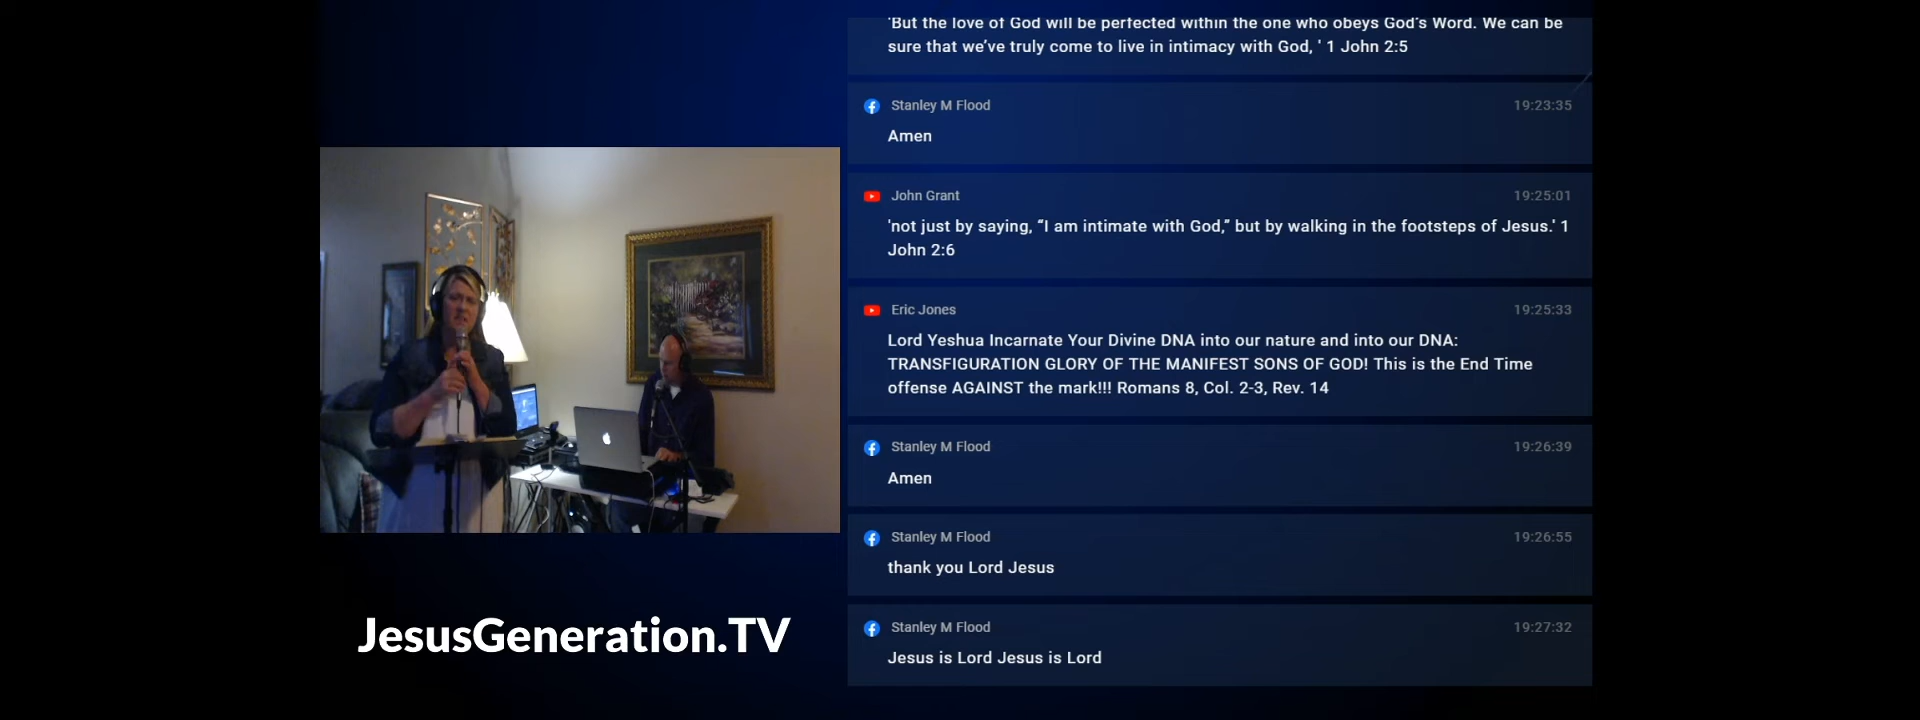 'But the love of God will be perfected within the one who obeys God's Word. We can be
sure that we've truly come to live in intimacy with God, ' 1 John 2:5
Stanley M Flood 19:23:35
Amen
John Grant 19:25:01
'not just by saying, “I am intimate with God,” but by walking in the footsteps of Jesus.' 1
John 2:6
Eric Jones 19:25:33
Lord Yeshua Incarnate Your Divine DNA into our nature and into our DNA:
TRANSFIGURATION GLORY OF THE MANIFEST SONS OF GOD! This is the End Time
offense AGAINST the mark!!! Romans 8, Col. 2-3, Rev. 14
Stanley M Flood 19:26:39
Amen
Stanley M Flood 19:26:55
thank you Lord Jesus
Stanley M Flood 19:27:32
Jesus is Lord Jesus is Lord
JesusGeneration.TV